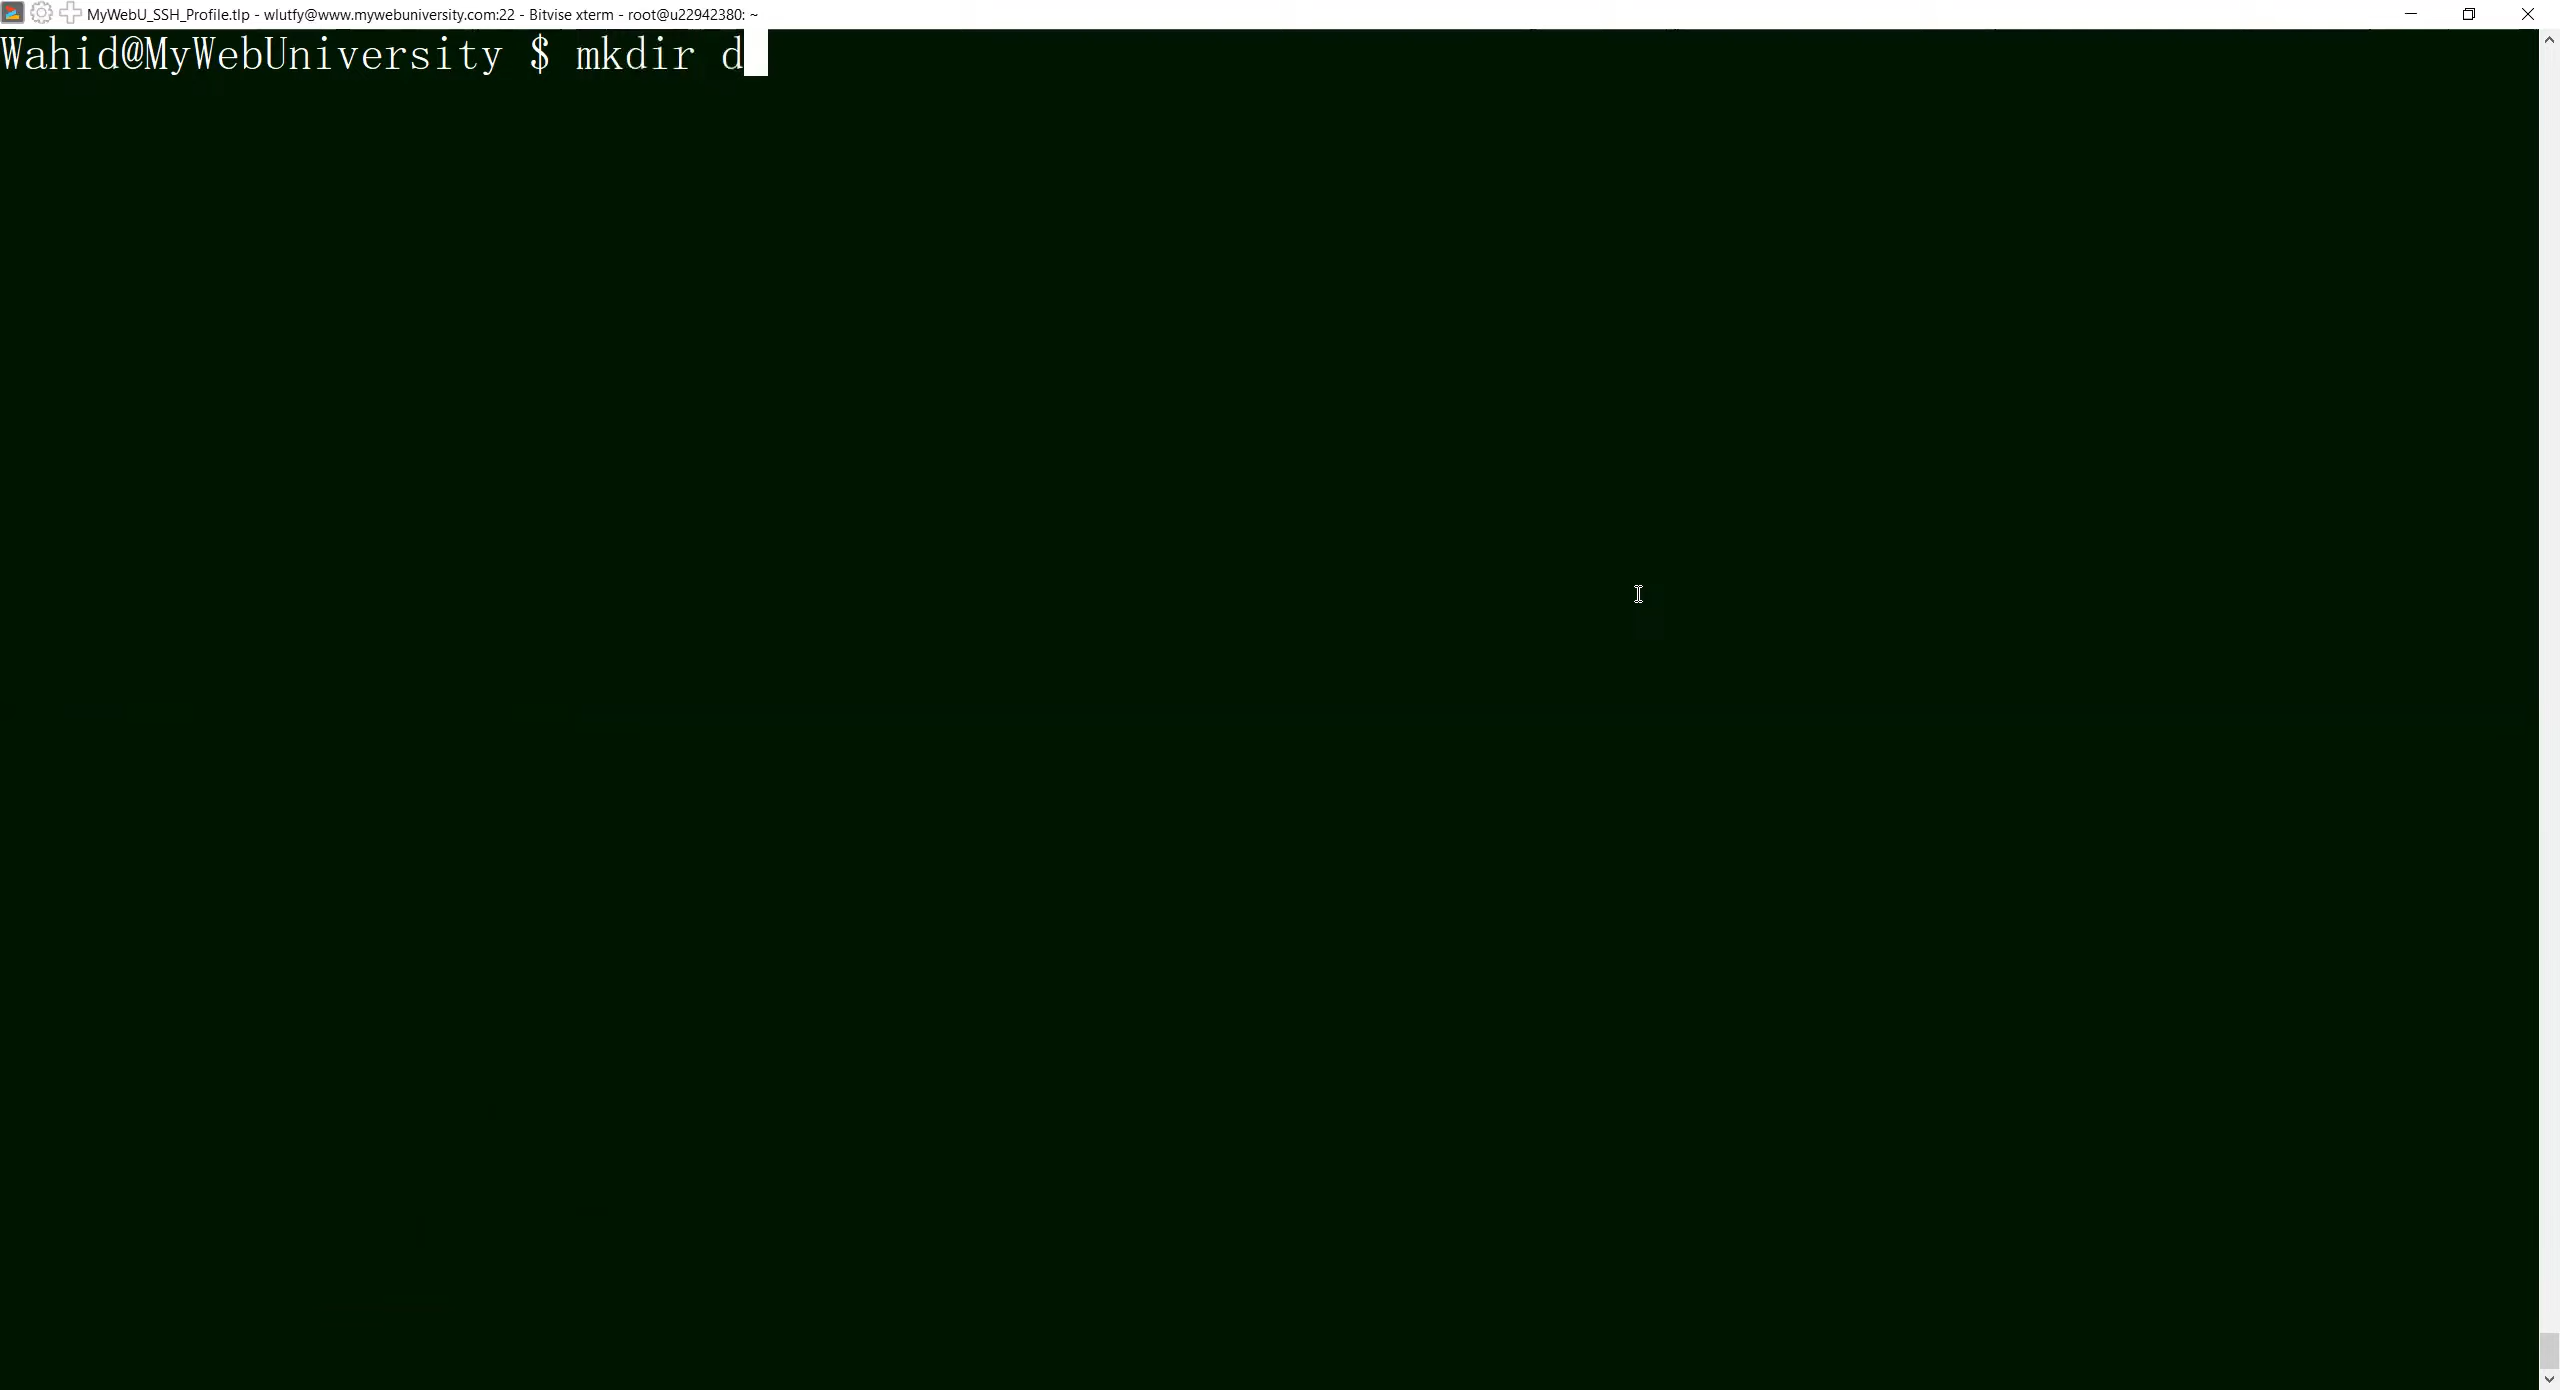 MyWebU_SSH_Profile.tlp - wlutfy@www.mywebuniversity.com:22 - Bitvise xterm - root@u22942380: ~
Wahid@MyWebUniversity $ mkdir d